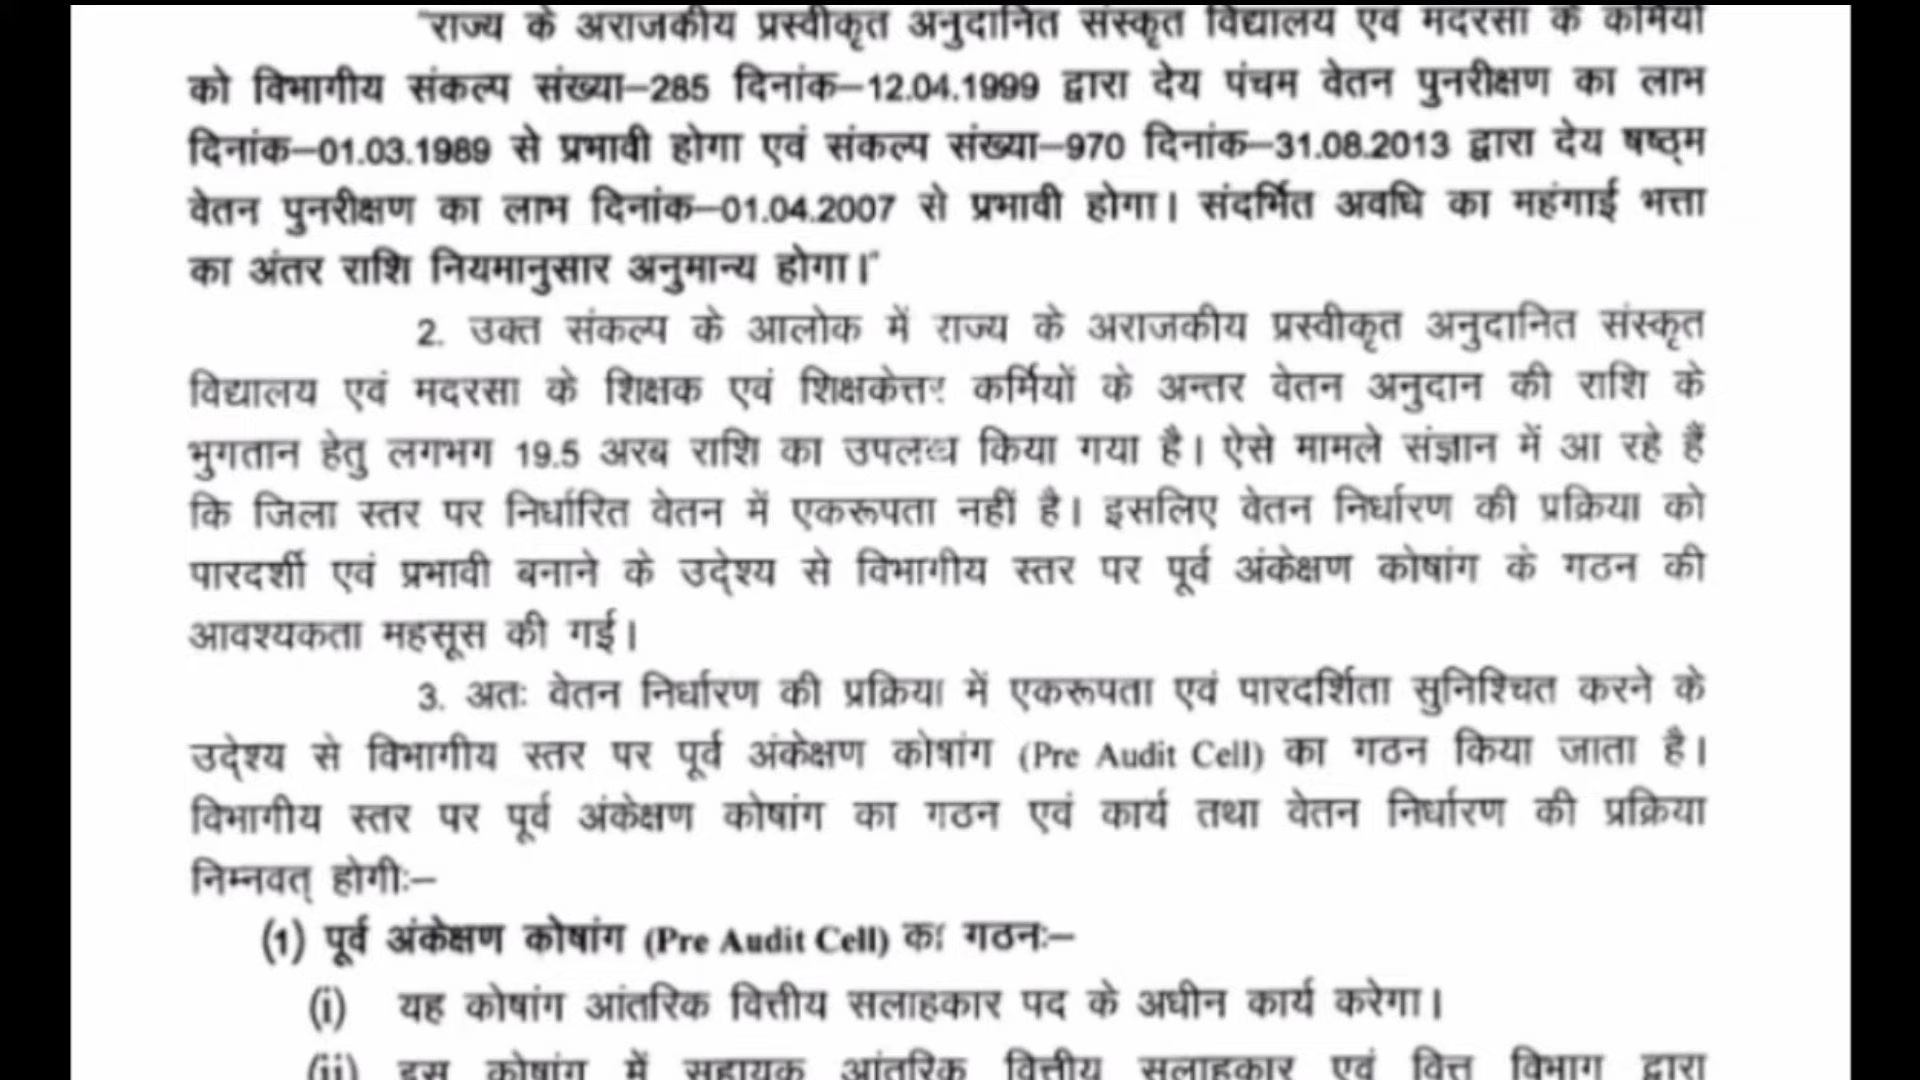 "राज्य के अराजकीय प्रस्वीकृत अनुदानित संस्कृत विद्यालय एवं मदरसा के कर्मियों
को विभागीय संकल्प संख्या–285 दिनांक–12.04.1999 द्वारा देय पंचम वेतन पुनरीक्षण का लाभ
दिनांक–01.03.1989 से प्रभावी होगा एवं संकल्प संख्या–970 दिनांक–31.08.2013 द्वारा देय षष्ठ्म
वेतन पुनरीक्षण का लाभ दिनांक–01.04.2007 से प्रभावी होगा। संदर्भित अवधि का महंगाई भत्ता
का अंतर राशि नियमानुसार अनुमान्य होगा।"
2. उक्त संकल्प के आलोक में राज्य के अराजकीय प्रस्वीकृत अनुदानित संस्कृत
विद्यालय एवं मदरसा के शिक्षक एवं शिक्षकेत्तर कर्मियों के अन्तर वेतन अनुदान की राशि के
भुगतान हेतु लगभग 19.5 अरब राशि का उपलब्ध किया गया है। ऐसे मामले संज्ञान में आ रहे हैं
कि जिला स्तर पर निर्धारित वेतन में एकरूपता नहीं है। इसलिए वेतन निर्धारण की प्रक्रिया को
पारदर्शी एवं प्रभावी बनाने के उदे्श्य से विभागीय स्तर पर पूर्व अंकेक्षण कोषांग के गठन की
आवश्यकता महसूस की गई।
3. अतः वेतन निर्धारण की प्रक्रिया में एकरूपता एवं पारदर्शिता सुनिश्चित करने के
उदे्श्य से विभागीय स्तर पर पूर्व अंकेक्षण कोषांग (Pre Audit Cell) का गठन किया जाता है।
विभागीय स्तर पर पूर्व अंकेक्षण कोषांग का गठन एवं कार्य तथा वेतन निर्धारण की प्रक्रिया
निम्नवत् होगीः–
(1) पूर्व अंकेक्षण कोषांग (Pre Audit Cell) का गठनः–
(i) यह कोषांग आंतरिक वित्तीय सलाहकार पद के अधीन कार्य करेगा।
(ii) इस कोषांग में सहायक आंतरिक वित्तीय सलाहकार एवं वित्त विभाग द्वारा